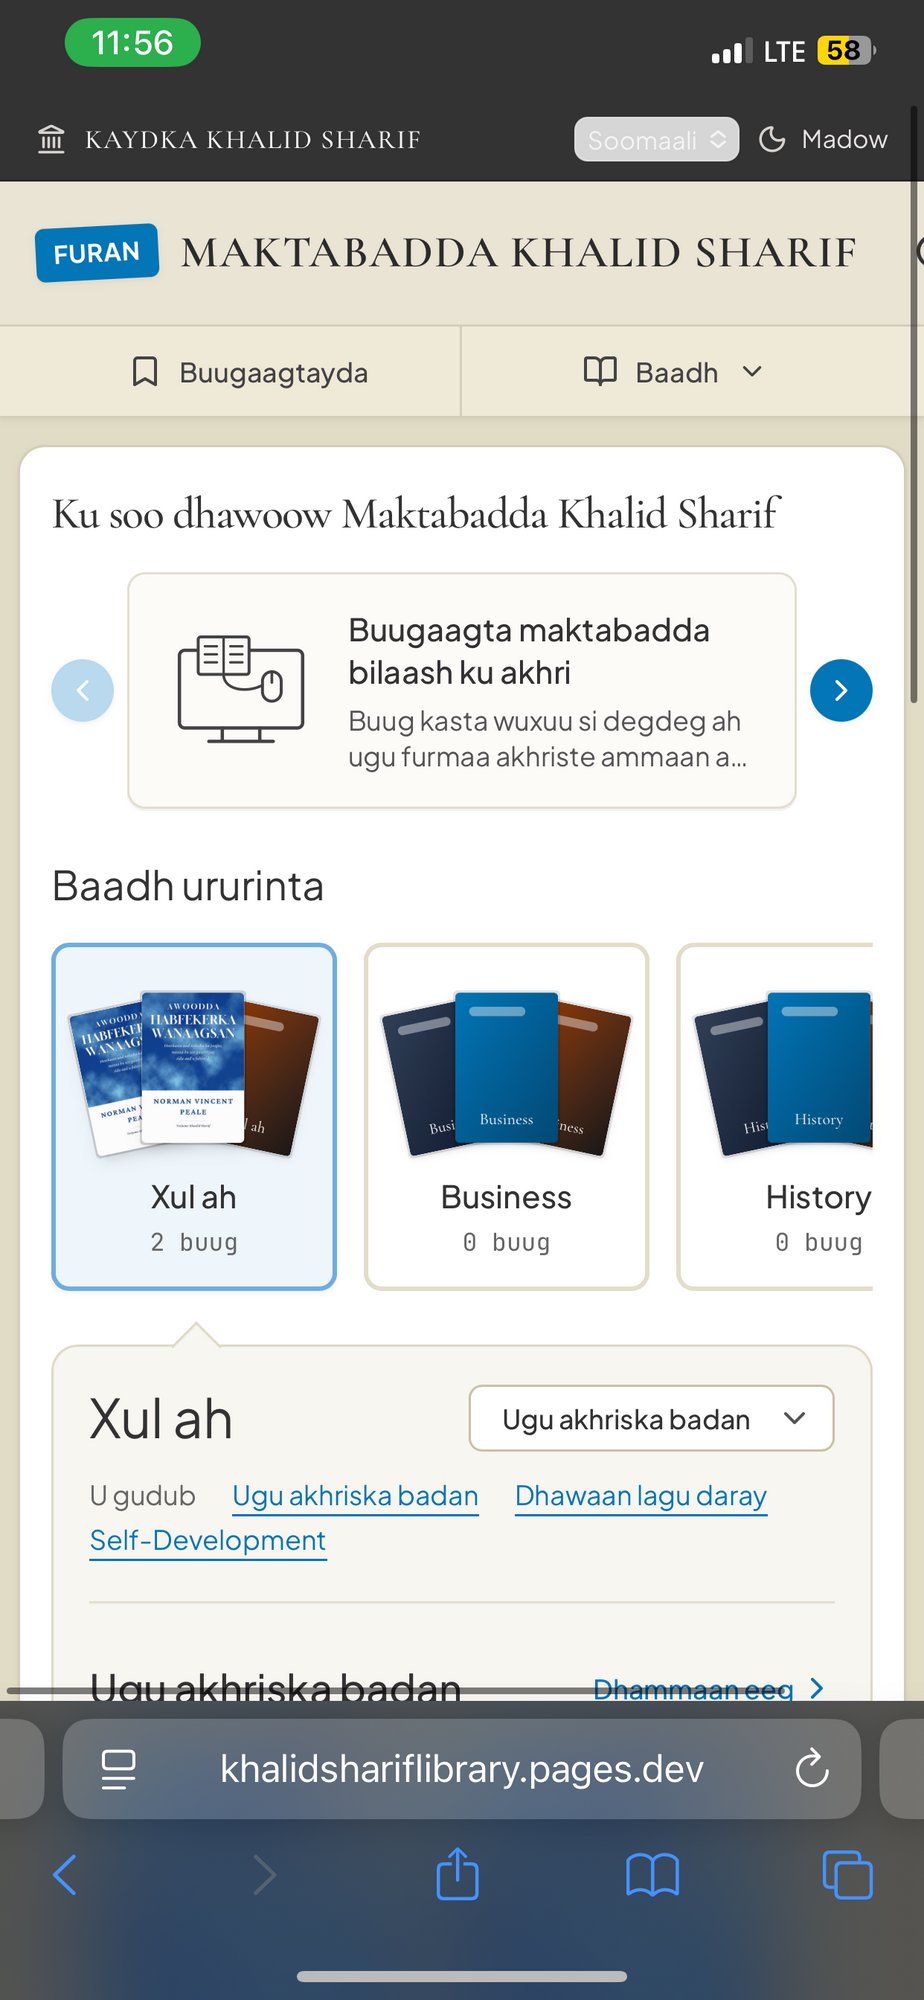 11:56
LTE 58
KAYDKA KHALID SHARIF
Soomaali
Madow
FURAN
MAKTABADDA KHALID SHARIF
Buugaagtayda
Baadh
Ku soo dhawoow Maktabadda Khalid Sharif
Buugaagta maktabadda
bilaash ku akhri
Buug kasta wuxuu si degdeg ah
ugu furmaa akhriste ammaan a...
Baadh ururinta
AWOODDA
HABFEKERKA
WANAAGSAN
NORMAN VINCENT
PEALE
Xul ah
2 buug
Business
Business
0 buug
History
History
0 buug
Xul ah
Ugu akhriska badan
U gudub
Ugu akhriska badan
Dhawaan lagu daray
Self-Development
Ugu akhriska badan
Dhammaan eeg
khalidshariflibrary.pages.dev